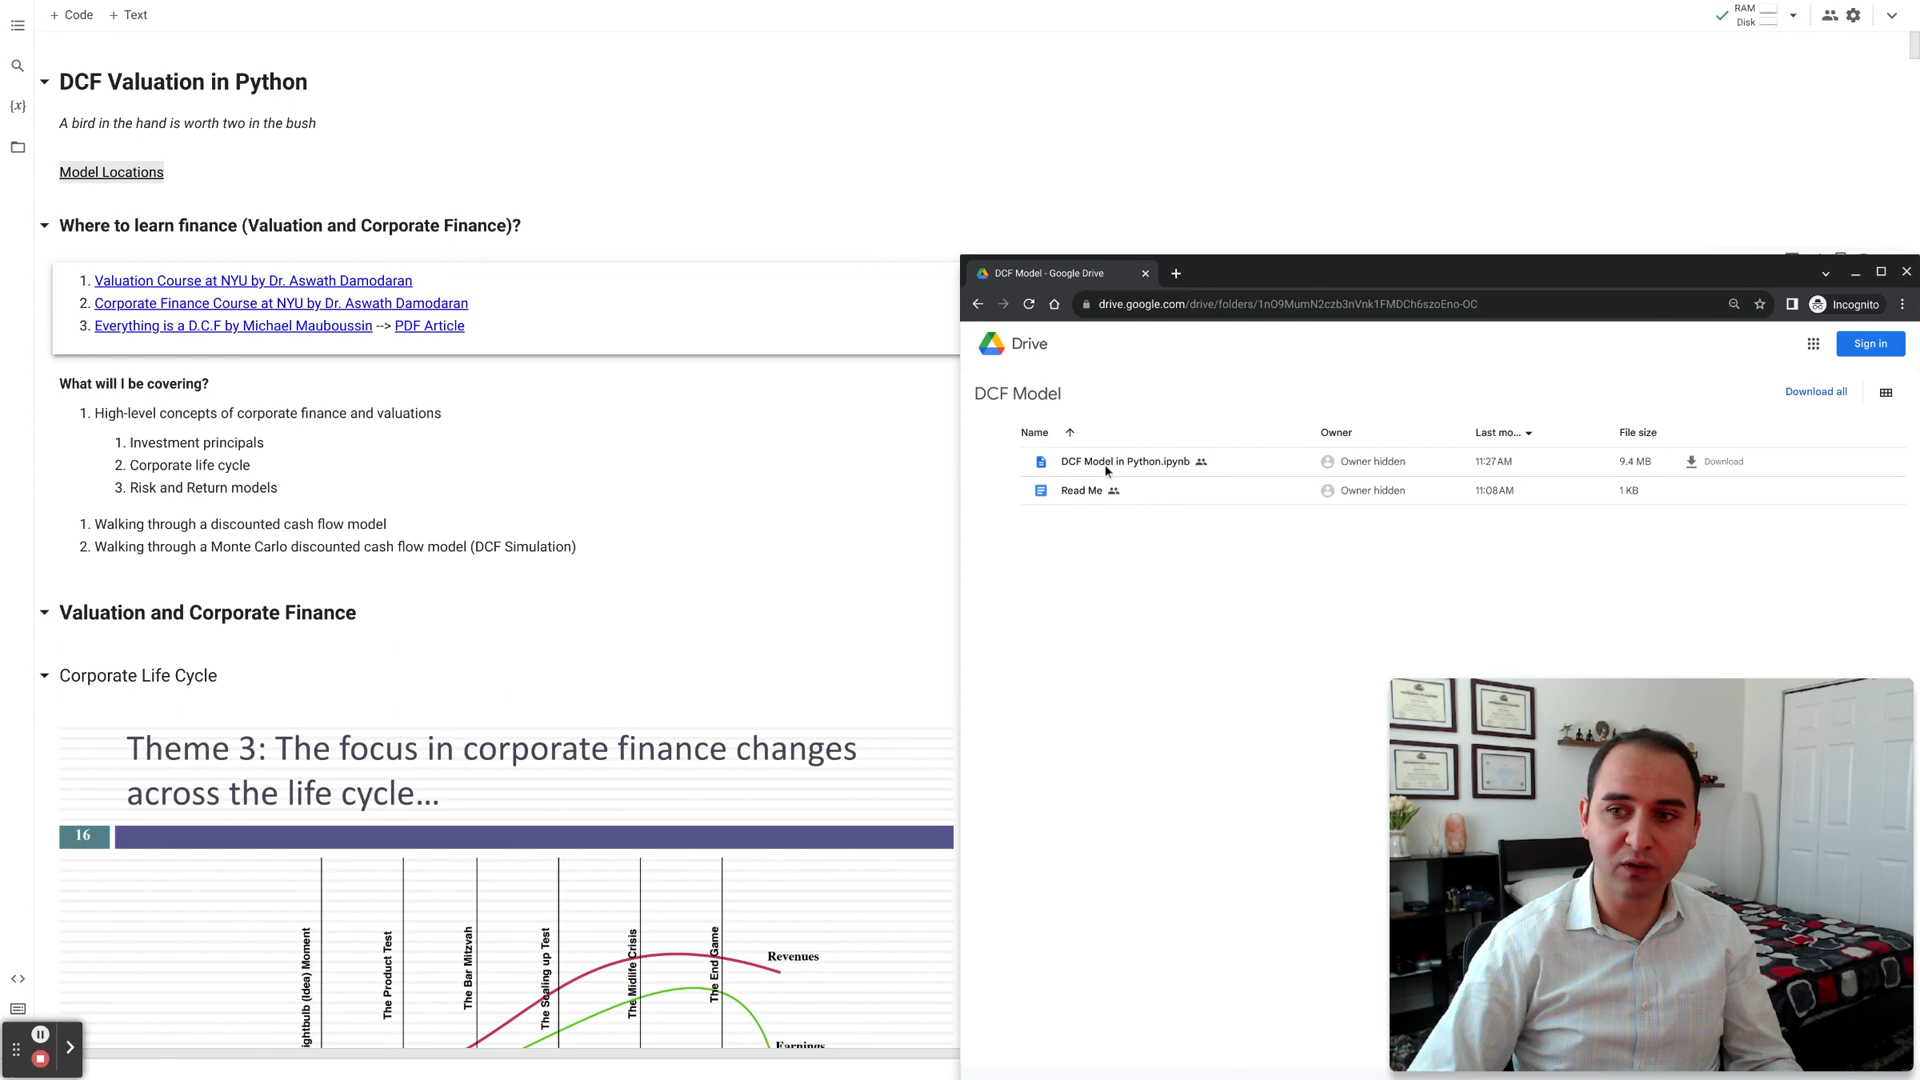 + Code + Text
RAM
Disk
DCF Valuation in Python
A bird in the hand is worth two in the bush
Model Locations
Where to learn finance (Valuation and Corporate Finance)?
1. Valuation Course at NYU by Dr. Aswath Damodaran
2. Corporate Finance Course at NYU by Dr. Aswath Damodaran
3. Everything is a D.C.F by Michael Mauboussin --> PDF Article
What will I be covering?
1. High-level concepts of corporate finance and valuations
1. Investment principals
2. Corporate life cycle
3. Risk and Return models
1. Walking through a discounted cash flow model
2. Walking through a Monte Carlo discounted cash flow model (DCF Simulation)
Valuation and Corporate Finance
Corporate Life Cycle
Theme 3: The focus in corporate finance changes
across the life cycle...
16
ightbulb (Idea) Moment
The Product Test
The Bar Mitzvah
The Scaling up Test
The Midlife Crisis
The End Game
Revenues
Earnings
DCF Model - Google Drive
drive.google.com/drive/folders/1nO9MumN2czb3nVnk1FMDCh6szoEno-OC
Incognito
Drive
Sign in
DCF Model
Download all
Name Owner Last mo... File size
DCF Model in Python.ipynb Owner hidden 11:27 AM 9.4 MB Download
Read Me Owner hidden 11:08 AM 1 KB